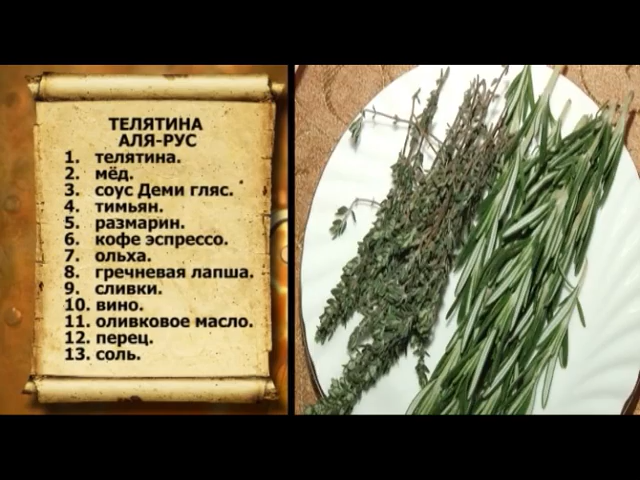 ТЕЛЯТИНА
АЛЯ-РУС
1. телятина.
2. мёд.
3. соус Деми гляс.
4. тимьян.
5. размарин.
6. кофе эспрессо.
7. ольха.
8. гречневая лапша.
9. сливки.
10. вино.
11. оливковое масло.
12. перец.
13. соль.